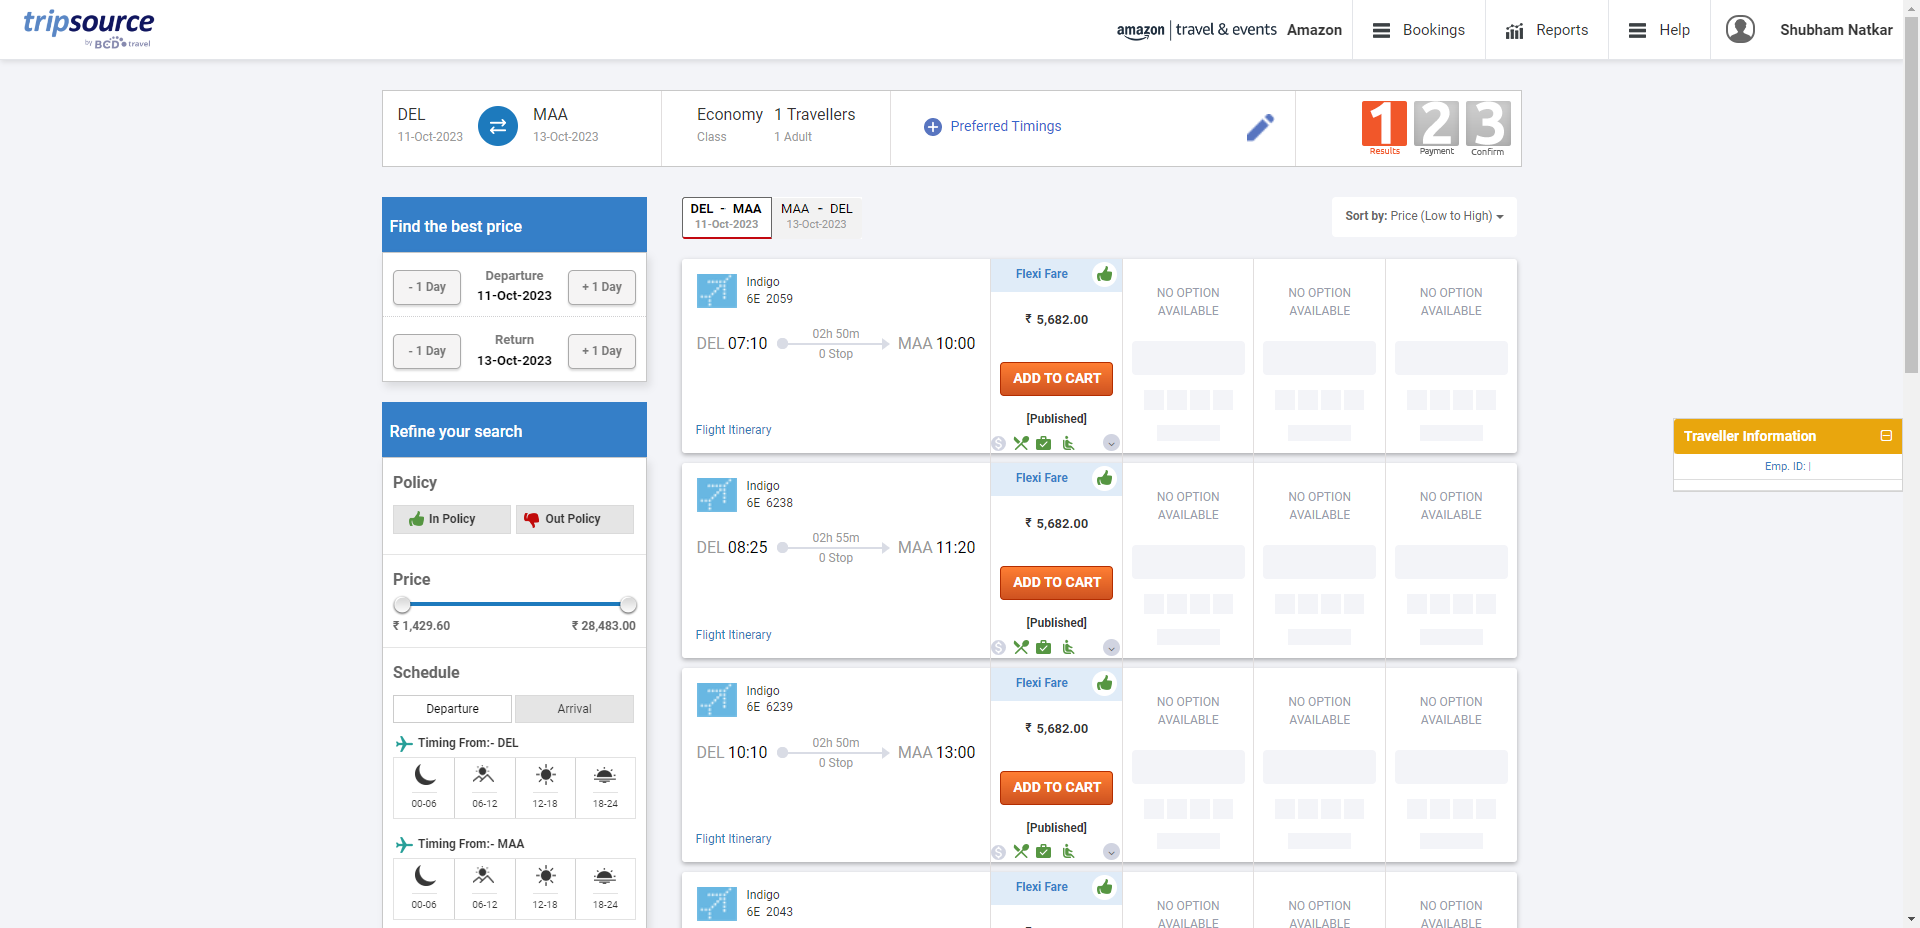 tripsource
by BCD travel
amazon | travel & events Amazon
Bookings
Reports
Help
Shubham Natkar
DEL
11-Oct-2023
MAA
13-Oct-2023
Economy
Class
1 Travellers
1 Adult
Preferred Timings
1 2 3
Results Payment Confirm
Find the best price
- 1 Day
Departure
11-Oct-2023
+ 1 Day
- 1 Day
Return
13-Oct-2023
+ 1 Day
Refine your search
Policy
In Policy
Out Policy
Price
₹ 1,429.60
₹ 28,483.00
Schedule
Departure
Arrival
Timing From:- DEL
00-06 06-12 12-18 18-24
Timing From:- MAA
00-06 06-12 12-18 18-24
DEL - MAA
11-Oct-2023
MAA - DEL
13-Oct-2023
Sort by: Price (Low to High)
Indigo
6E 2059
DEL 07:10
02h 50m
0 Stop
MAA 10:00
Flight Itinerary
Flexi Fare
₹ 5,682.00
ADD TO CART
[Published]
NO OPTION
AVAILABLE
NO OPTION
AVAILABLE
NO OPTION
AVAILABLE
Indigo
6E 6238
DEL 08:25
02h 55m
0 Stop
MAA 11:20
Flight Itinerary
Flexi Fare
₹ 5,682.00
ADD TO CART
[Published]
NO OPTION
AVAILABLE
NO OPTION
AVAILABLE
NO OPTION
AVAILABLE
Indigo
6E 6239
DEL 10:10
02h 50m
0 Stop
MAA 13:00
Flight Itinerary
Flexi Fare
₹ 5,682.00
ADD TO CART
[Published]
NO OPTION
AVAILABLE
NO OPTION
AVAILABLE
NO OPTION
AVAILABLE
Indigo
6E 2043
Flexi Fare
NO OPTION
AVAILABLE
NO OPTION
AVAILABLE
NO OPTION
AVAILABLE
Traveller Information
Emp. ID: |